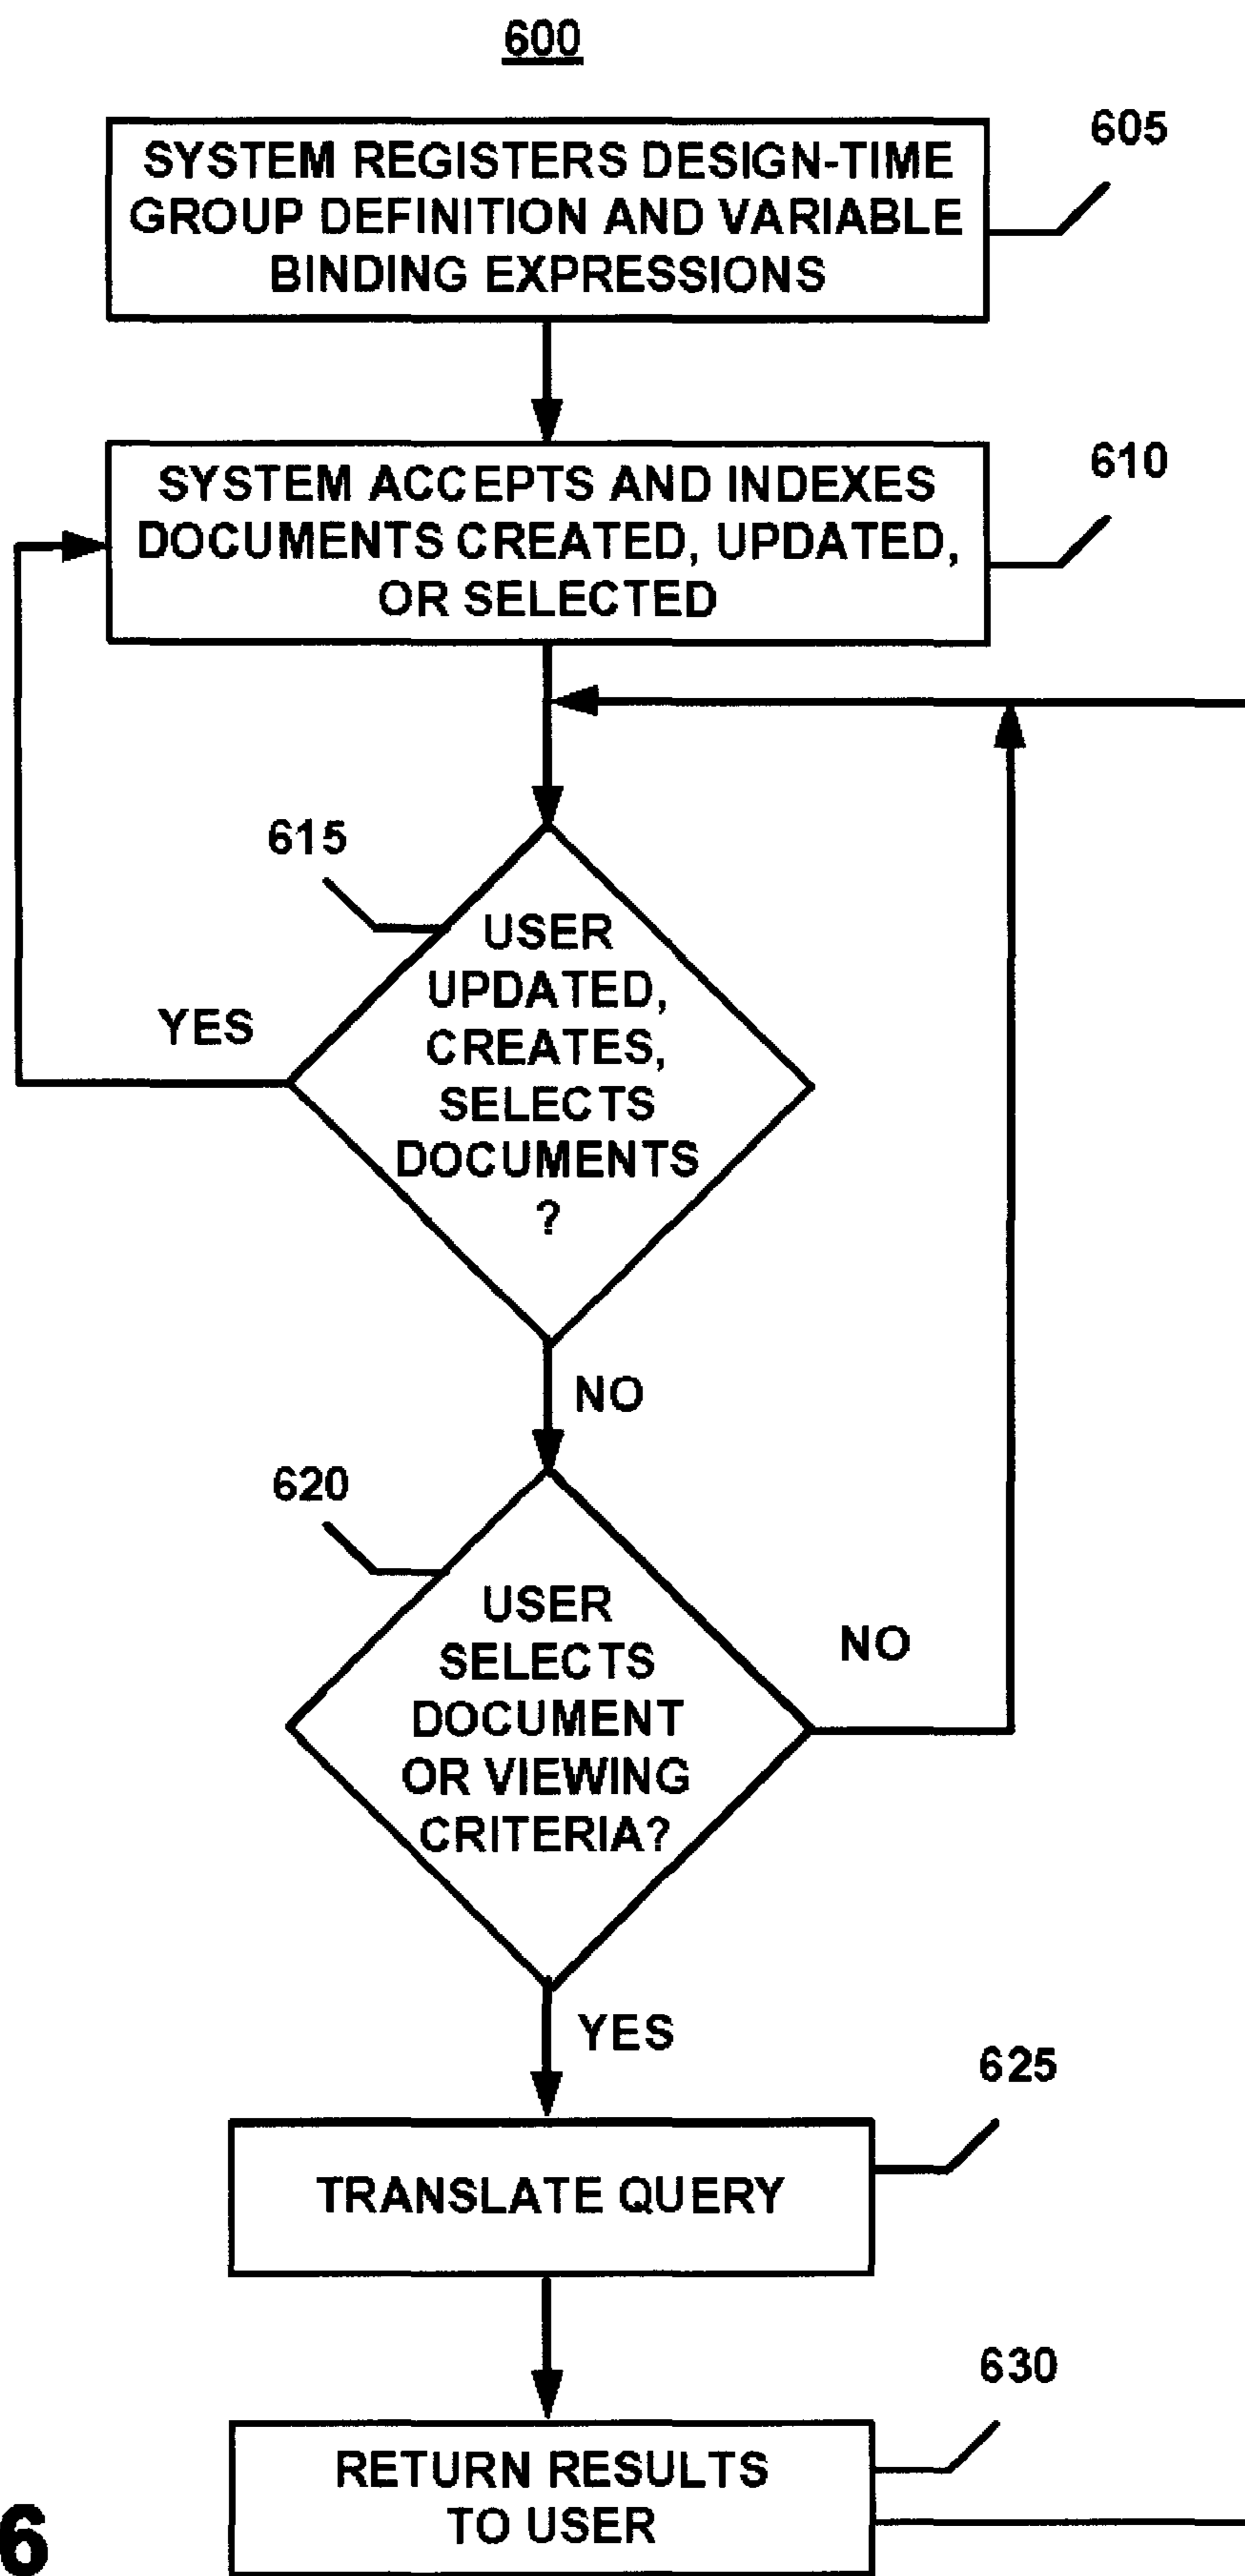 600
605
SYSTEM REGISTERS DESIGN-TIME
GROUP DEFINITION AND VARIABLE
BINDING EXPRESSIONS
610
SYSTEM ACCEPTS AND INDEXES
DOCUMENTS CREATED, UPDATED,
OR SELECTED
615
USER
UPDATED,
CREATES,
SELECTS
DOCUMENTS
?
YES
NO
620
USER
SELECTS
DOCUMENT
OR VIEWING
CRITERIA?
NO
YES
625
TRANSLATE QUERY
630
RETURN RESULTS
TO USER
6